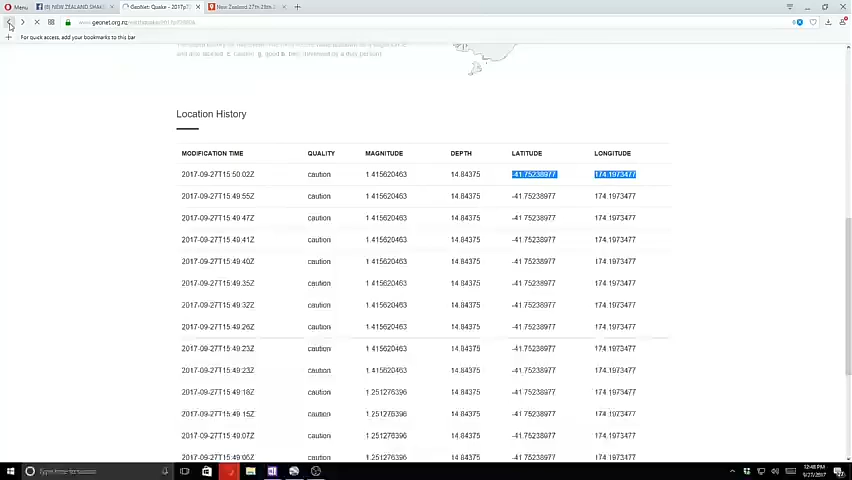 Menu
(8) NEW ZEALAND SHAK
GeoNet: Quake - 2017p7
New Zealand 27th-28th S
www.geonet.org.nz
For quick access, add your bookmarks to this bar
Location History
MODIFICATION TIME QUALITY MAGNITUDE DEPTH LATITUDE LONGITUDE
2017-09-27T15:50:02Z caution 1.415620463 14.84375 -41.75238977 174.1973477
2017-09-27T15:49:55Z caution 1.415620463 14.84375 -41.75238977 174.1973477
2017-09-27T15:49:47Z caution 1.415620463 14.84375 -41.75238977 174.1973477
2017-09-27T15:49:41Z caution 1.415620463 14.84375 -41.75238977 174.1973477
2017-09-27T15:49:40Z caution 1.415620463 14.84375 -41.75238977 174.1973477
2017-09-27T15:49:35Z caution 1.415620463 14.84375 -41.75238977 174.1973477
2017-09-27T15:49:32Z caution 1.415620463 14.84375 -41.75238977 174.1973477
2017-09-27T15:49:26Z caution 1.415620463 14.84375 -41.75238977 174.1973477
2017-09-27T15:49:23Z caution 1.415620463 14.84375 -41.75238977 174.1973477
2017-09-27T15:49:23Z caution 1.415620463 14.84375 -41.75238977 174.1973477
2017-09-27T15:49:18Z caution 1.251276396 14.84375 -41.75238977 174.1973477
2017-09-27T15:49:15Z caution 1.251276396 14.84375 -41.75238977 174.1973477
2017-09-27T15:49:07Z caution 1.251276396 14.84375 -41.75238977 174.1973477
2017-09-27T15:49:05Z caution 1.251276396 14.84375 -41.75238977 174.1973477
Type here to search
12:48 PM
9/27/2017